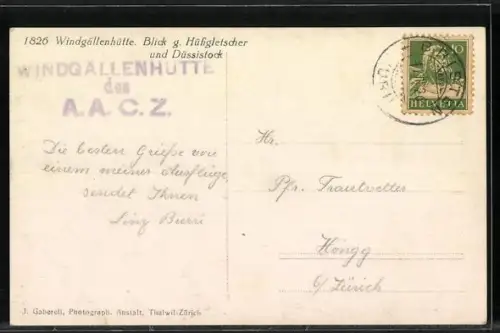 1826 Windgällenhütte. Blick g. Hüfigletscher
und Düssistock
WINDGÄLLENHÜTTE
des
A.A.C.Z.
10
HELVETIA
Die besten Grüsse von
einem meiner Ausflüge,
sendet Ihnen
Hr.
Pfr. Trautvetter
Höngg
b/Zürich
J. Gaberell, Photograph. Anstalt, Thalwil-Zürich